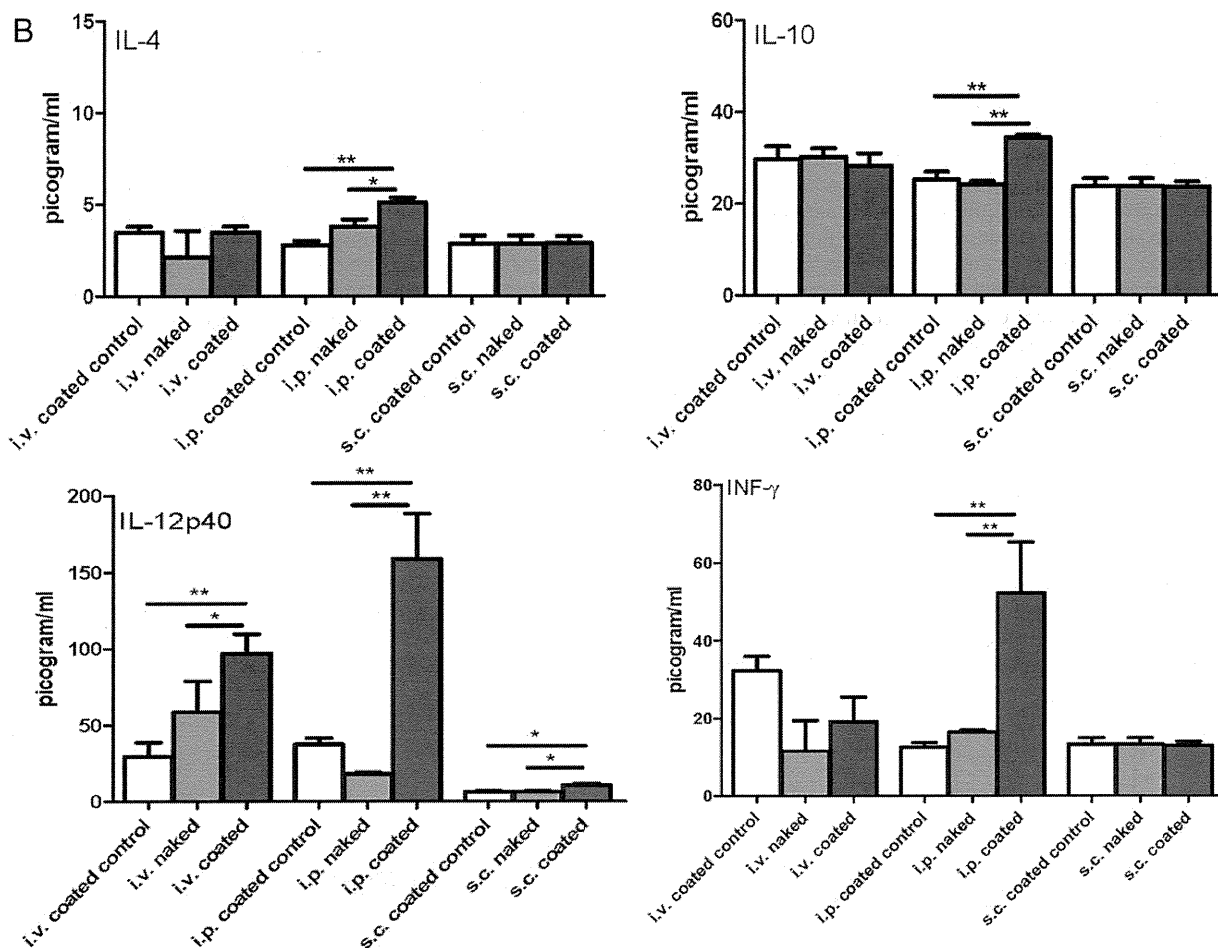 B
IL-4
15
10
5
0
picogram/ml
** 
*
i.v. coated control
i.v. naked
i.v. coated
i.p. coated control
i.p. naked
i.p. coated
s.c. coated control
s.c. naked
s.c. coated
IL-10
60
40
20
0
picogram/ml
**
**
i.v. coated control
i.v. naked
i.v. coated
i.p. coated control
i.p. naked
i.p. coated
s.c. coated control
s.c. naked
s.c. coated
IL-12p40
200
150
100
50
0
picogram/ml
**
*
**
**
*
*
i.v. coated control
i.v. naked
i.v. coated
i.p. coated control
i.p. naked
i.p. coated
s.c. coated control
s.c. naked
s.c. coated
INF-γ
80
60
40
20
0
picogram/ml
**
**
i.v. coated control
i.v. naked
i.v. coated
i.p. coated control
i.p. naked
i.p. coated
s.c. coated control
s.c. naked
s.c. coated